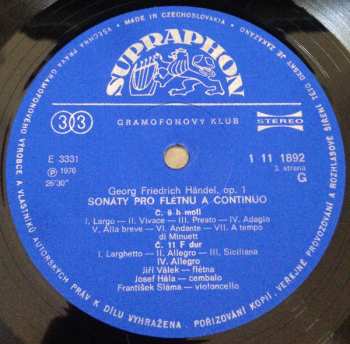 MADE IN CZECHOSLOVAKIA • VŠECHNA PRÁVA GRAMOFONOVÉHO VÝROBCE A VLASTNÍKŮ AUTORSKÝCH PRÁV K DÍLU VYHRAŽENA. POŘIZOVÁNÍ KOPIÍ, VEŘEJNÉ PROVOZOVÁNÍ A ROZHLASOVÉ ŠÍŘENÍ TÉTO DESKY JE ZAKÁZÁNO
SUPRAPHON
GRAMOFONOVÝ KLUB
33
STEREO
E 3331
1 11 1892
Ⓟ 1976
3. strana
26'30"
G
Georg Friedrich Händel, op. 1
SONÁTY PRO FLÉTNU A CONTINUO
Č. 9 h moll
I. Largo — II. Vivace — III. Presto — IV. Adagio
V. Alla breve — VI. Andante — VII. A tempo
di Minuett
Č. 11 F dur
I. Larghetto — II. Allegro — III. Siciliana
IV. Allegro
Jiří Válek — flétna
Josef Hála — cembalo
František Sláma — violoncello